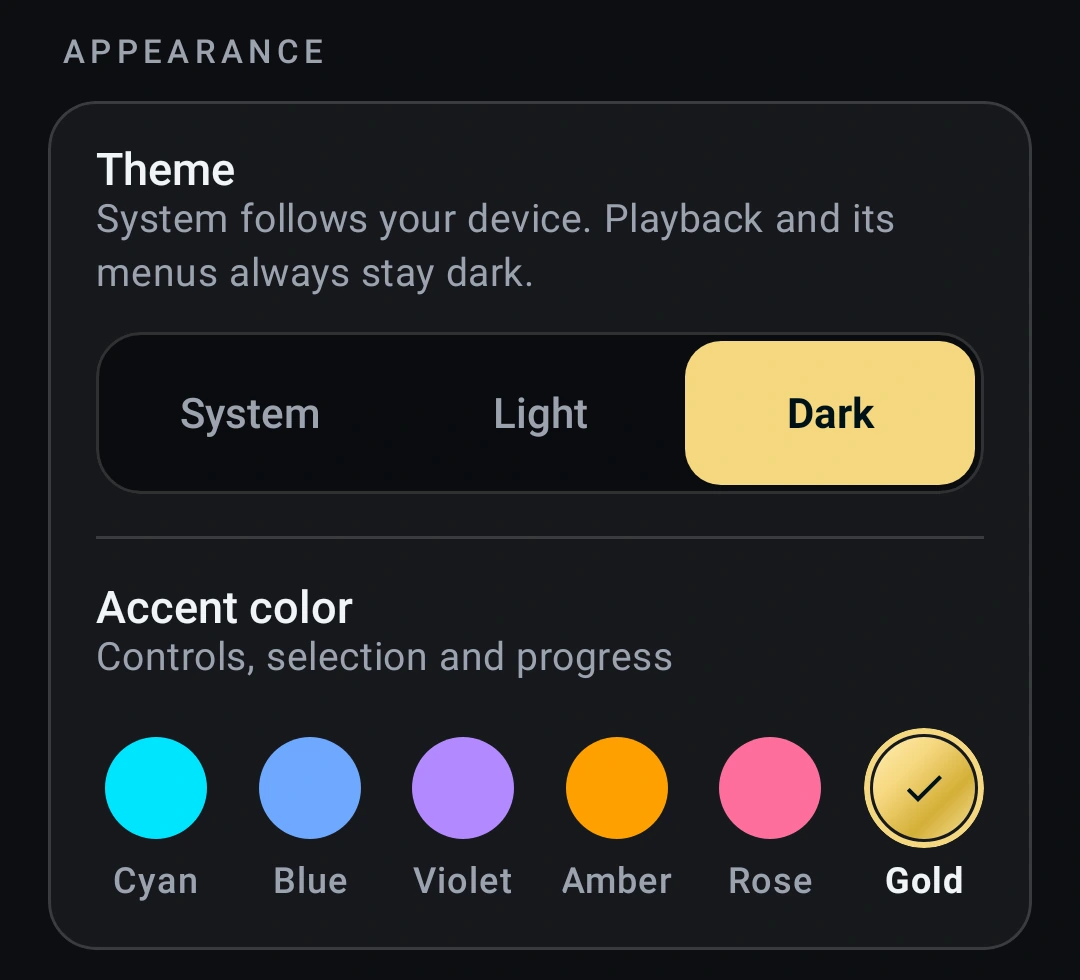 APPEARANCE
Theme
System follows your device. Playback and its
menus always stay dark.
System Light Dark
Accent color
Controls, selection and progress
Cyan Blue Violet Amber Rose Gold